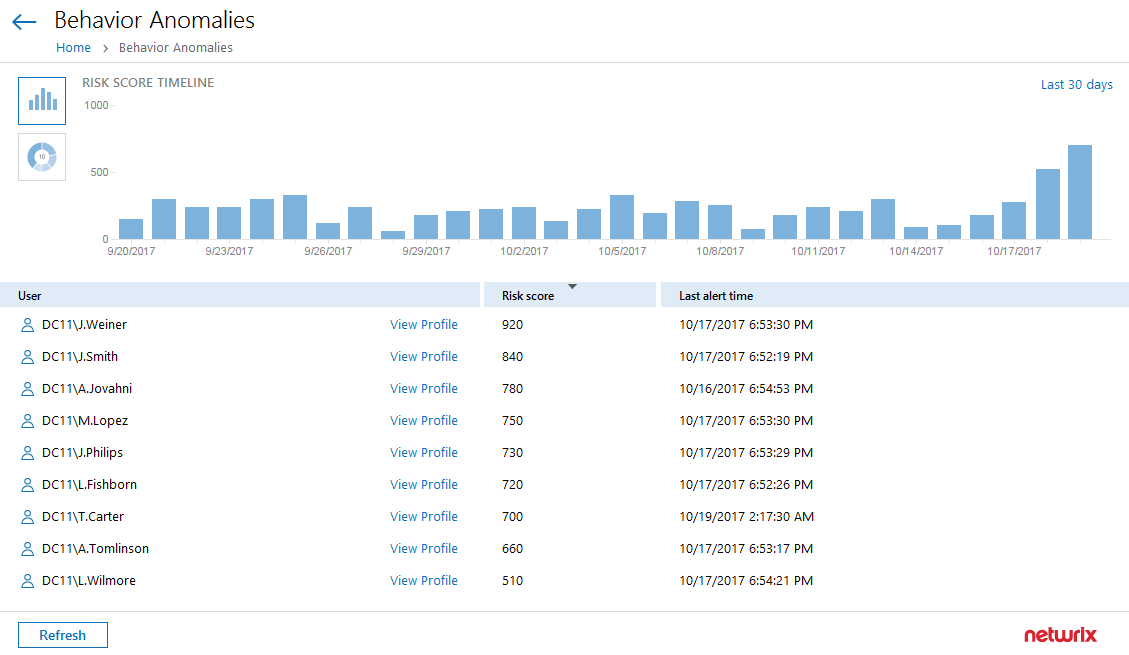 Behavior Anomalies
Home > Behavior Anomalies
RISK SCORE TIMELINE
Last 30 days
1000
10
500
0
9/20/2017 9/23/2017 9/26/2017 9/29/2017 10/2/2017 10/5/2017 10/8/2017 10/11/2017 10/14/2017 10/17/2017
User Risk score Last alert time
DC11\J.Weiner View Profile 920 10/17/2017 6:53:30 PM
DC11\J.Smith View Profile 840 10/17/2017 6:52:19 PM
DC11\A.Jovahni View Profile 780 10/16/2017 6:54:53 PM
DC11\M.Lopez View Profile 750 10/17/2017 6:53:30 PM
DC11\J.Philips View Profile 730 10/17/2017 6:53:29 PM
DC11\L.Fishborn View Profile 720 10/17/2017 6:52:26 PM
DC11\T.Carter View Profile 700 10/19/2017 2:17:30 AM
DC11\A.Tomlinson View Profile 660 10/17/2017 6:53:17 PM
DC11\L.Wilmore View Profile 510 10/17/2017 6:54:21 PM
Refresh
netwrix